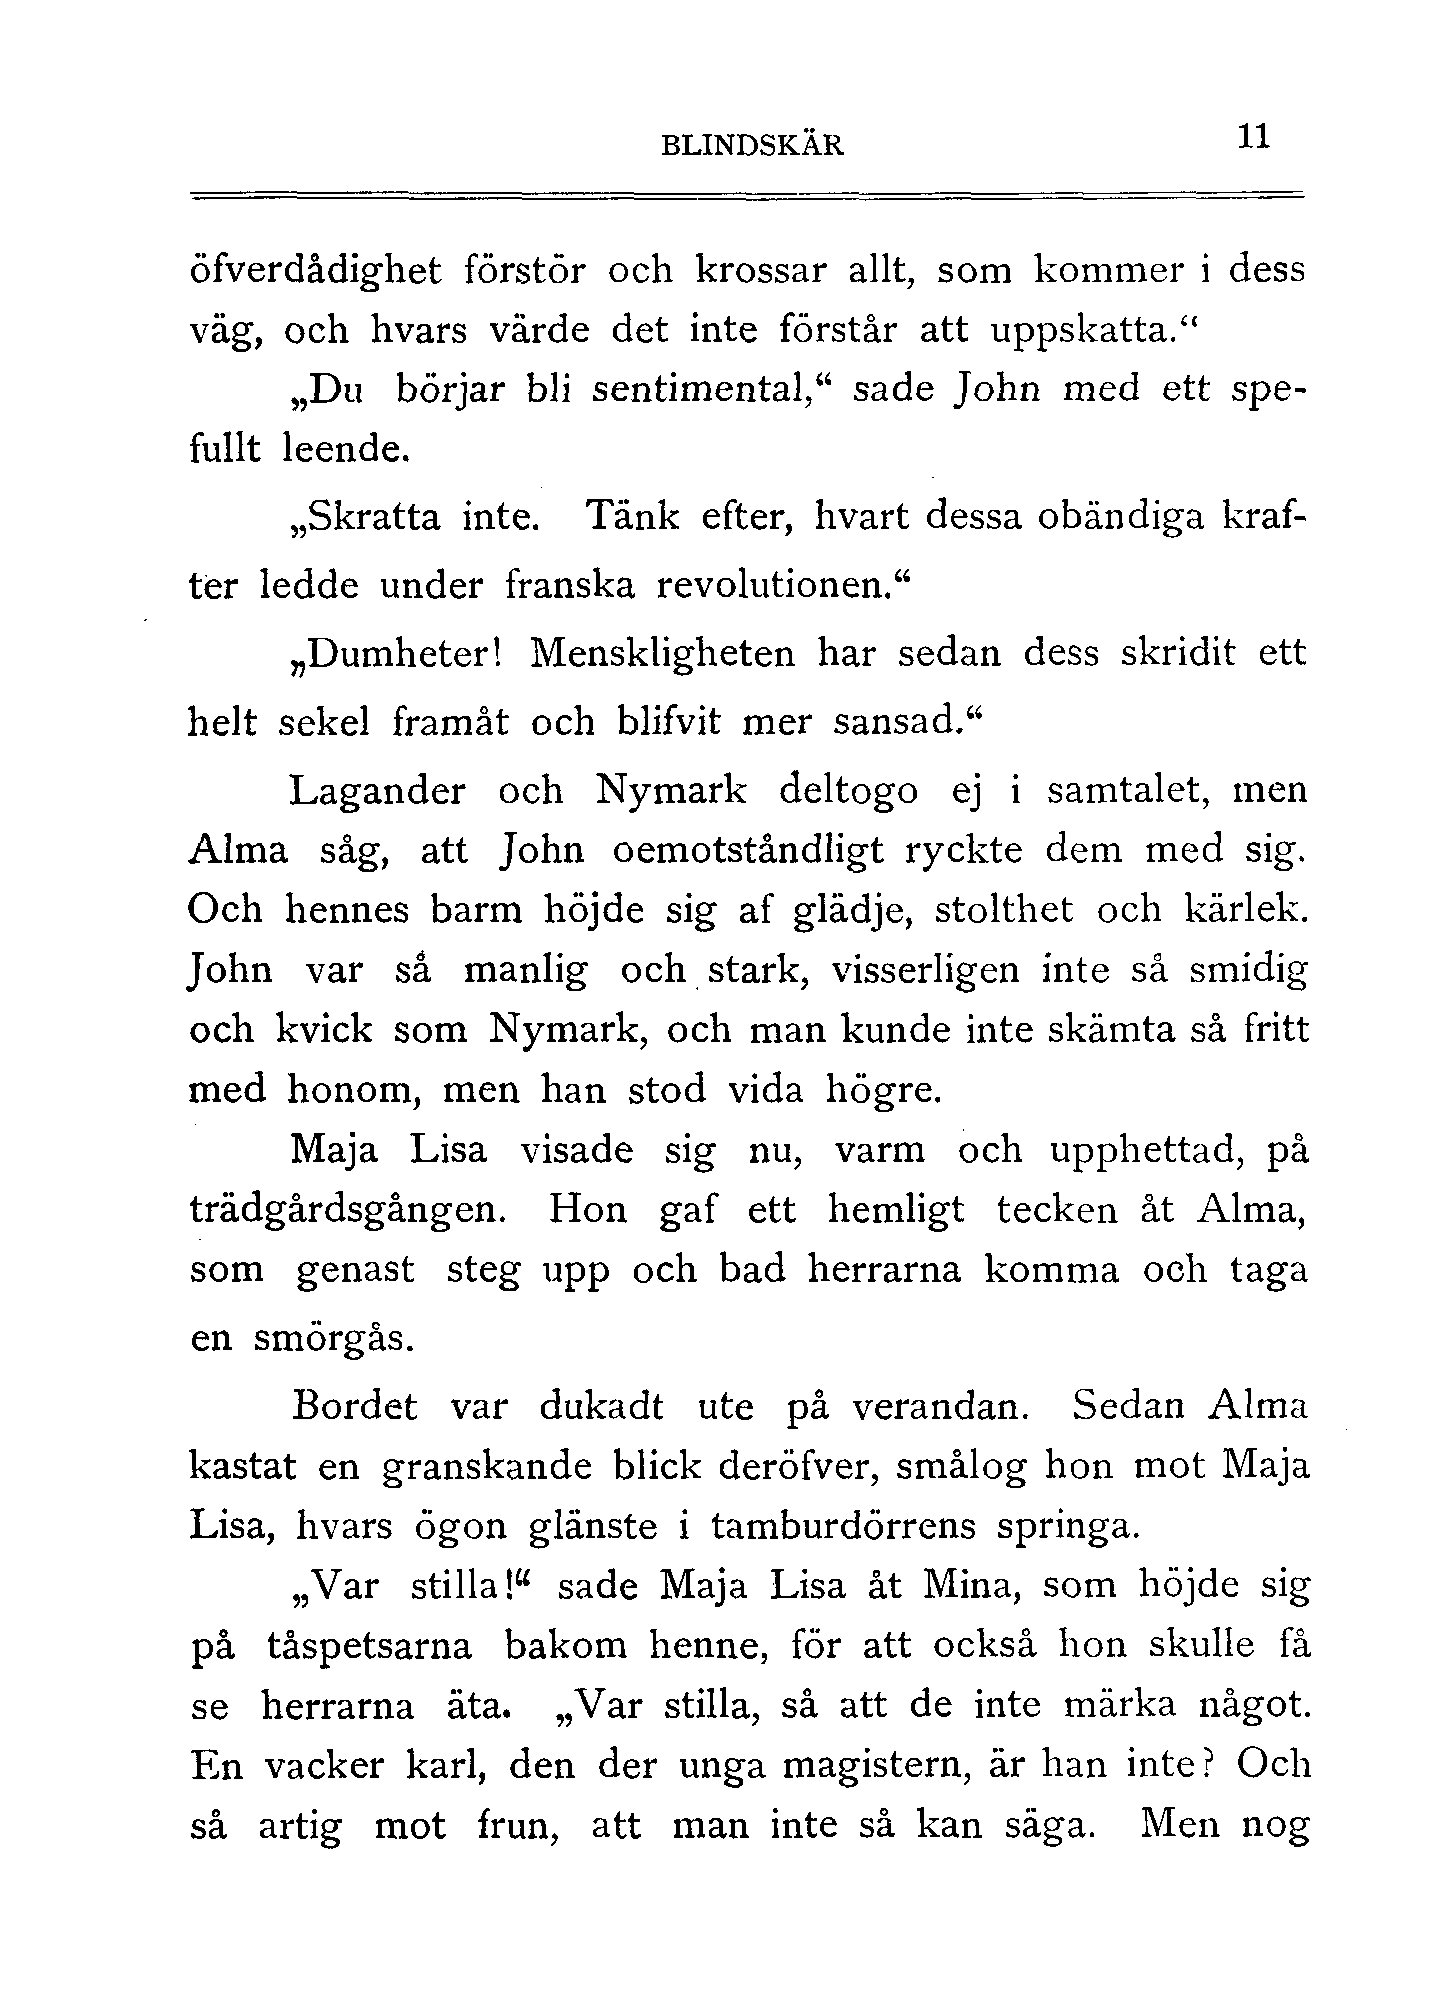 BLINDSKÄR 11
öfverdådighet förstör och krossar allt, som kommer i dess
väg, och hvars värde det inte förstår att uppskatta.“
„Du börjar bli sentimental,“ sade John med ett spe-
fullt leende.
„Skratta inte. Tänk efter, hvart dessa obändiga kraf-
ter ledde under franska revolutionen.“
„Dumheter! Menskligheten har sedan dess skridit ett
helt sekel framåt och blifvit mer sansad.“
Lagander och Nymark deltogo ej i samtalet, men
Alma såg, att John oemotståndligt ryckte dem med sig.
Och hennes barm höjde sig af glädje, stolthet och kärlek.
John var så manlig och stark, visserligen inte så smidig
och kvick som Nymark, och man kunde inte skämta så fritt
med honom, men han stod vida högre.
Maja Lisa visade sig nu, varm och upphettad, på
trädgårdsgången. Hon gaf ett hemligt tecken åt Alma,
som genast steg upp och bad herrarna komma och taga
en smörgås.
Bordet var dukadt ute på verandan. Sedan Alma
kastat en granskande blick deröfver, smålog hon mot Maja
Lisa, hvars ögon glänste i tamburdörrens springa.
„Var stilla!“ sade Maja Lisa åt Mina, som höjde sig
på tåspetsarna bakom henne, för att också hon skulle få
se herrarna äta. „Var stilla, så att de inte märka något.
En vacker karl, den der unga magistern, är han inte? Och
så artig mot frun, att man inte så kan säga. Men nog